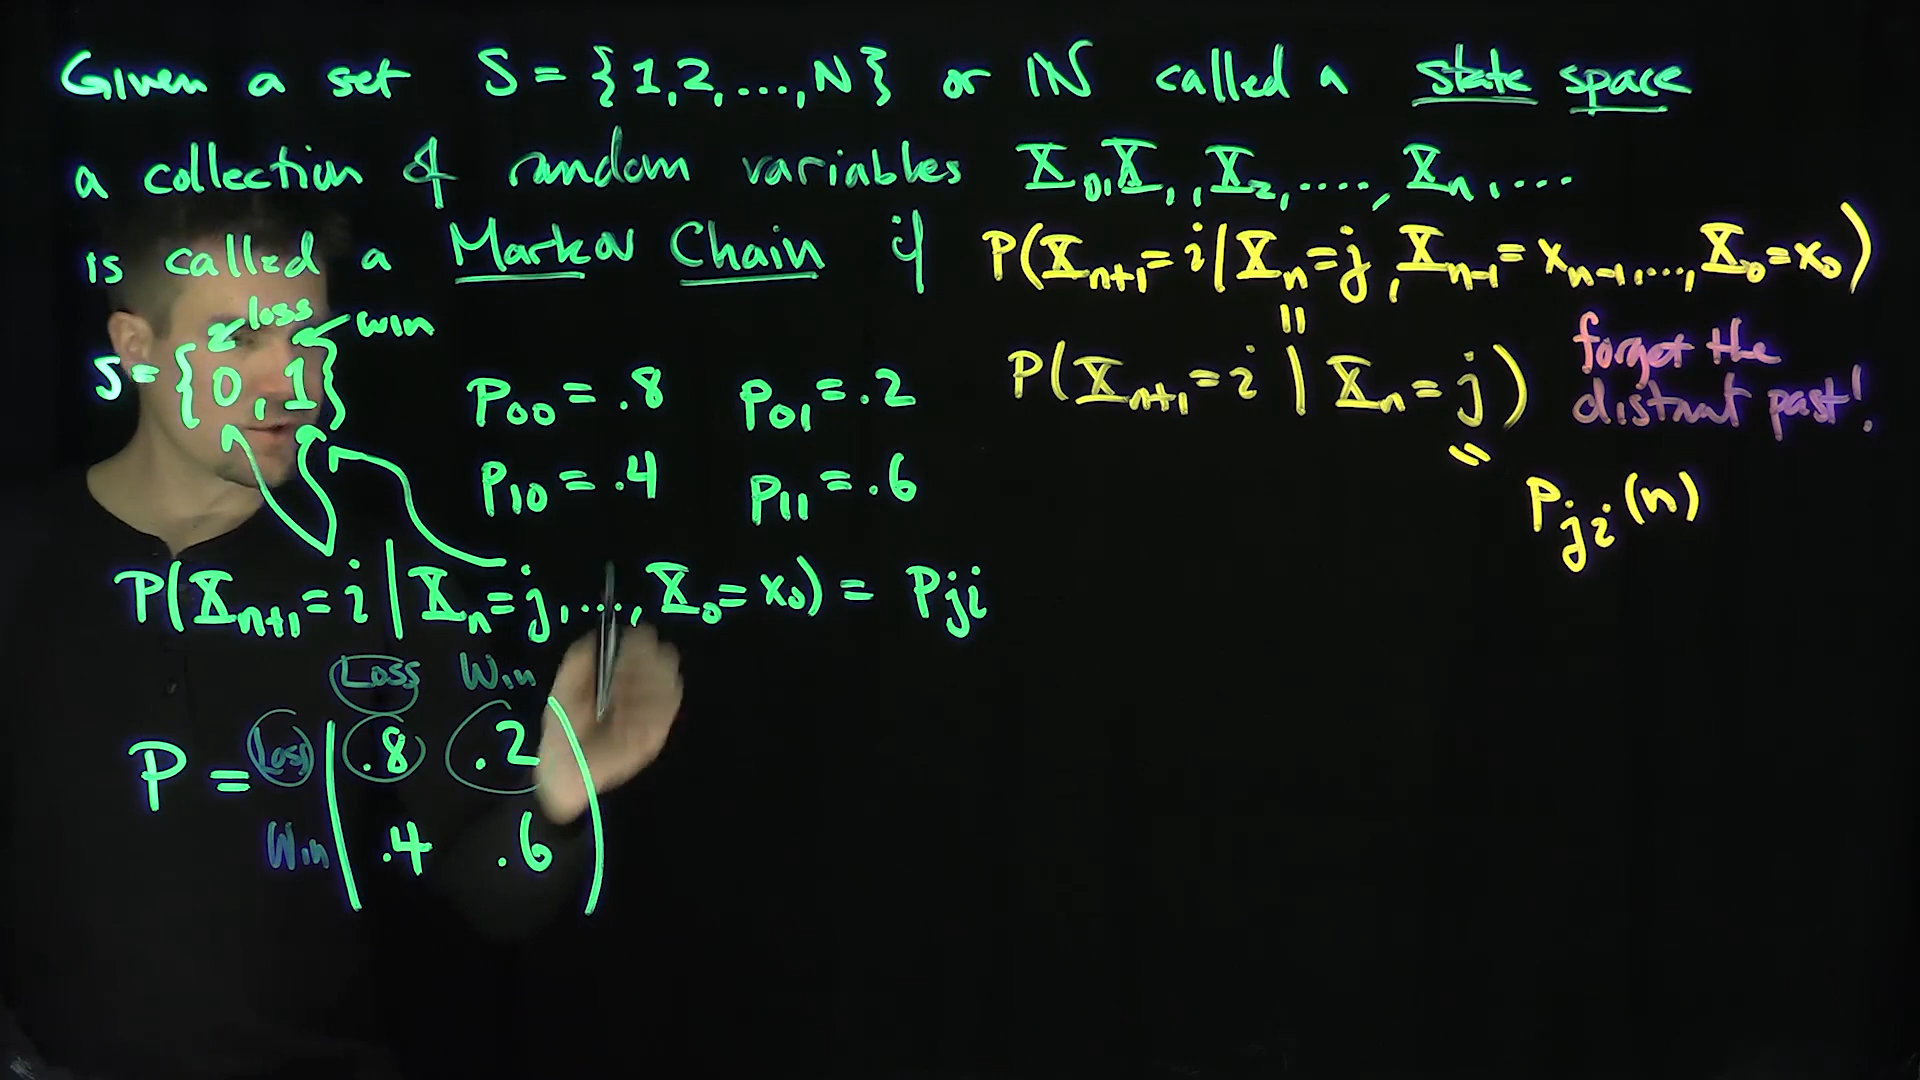 Given a set S = {1,2,...,N} or IN called a state space
a collection of random variables X₀,X₁,X₂,....,Xₙ,...
is called a Markov Chain if
P(Xₙ₊₁=i|Xₙ=j,Xₙ₋₁=xₙ₋₁,...,X₀=x₀)
=
P(Xₙ₊₁=i|Xₙ=j)
forget the
distant past!
=
Pⱼᵢ(n)
loss
win
S={0,1}
P₀₀=.8 P₀₁=.2
P₁₀=.4 P₁₁=.6
P(Xₙ₊₁=i|Xₙ=j,...,X₀=x₀)=Pⱼᵢ
Loss Win
P = Loss .8 .2
Win .4 .6